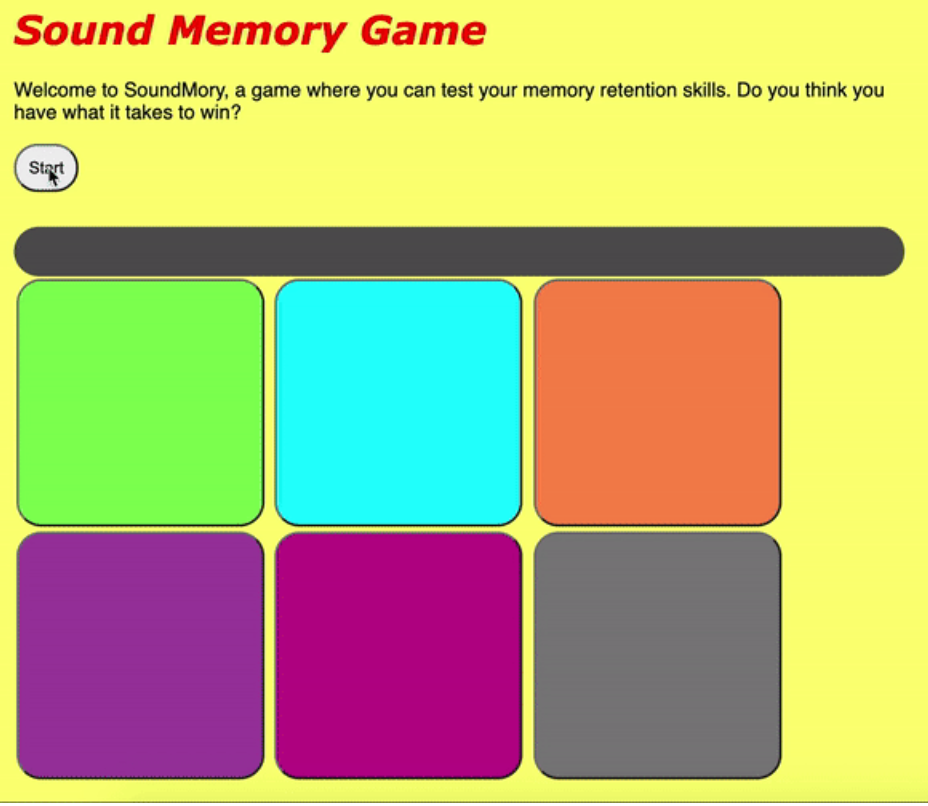 Sound Memory Game
Welcome to SoundMory, a game where you can test your memory retention skills. Do you think you
have what it takes to win?
Start